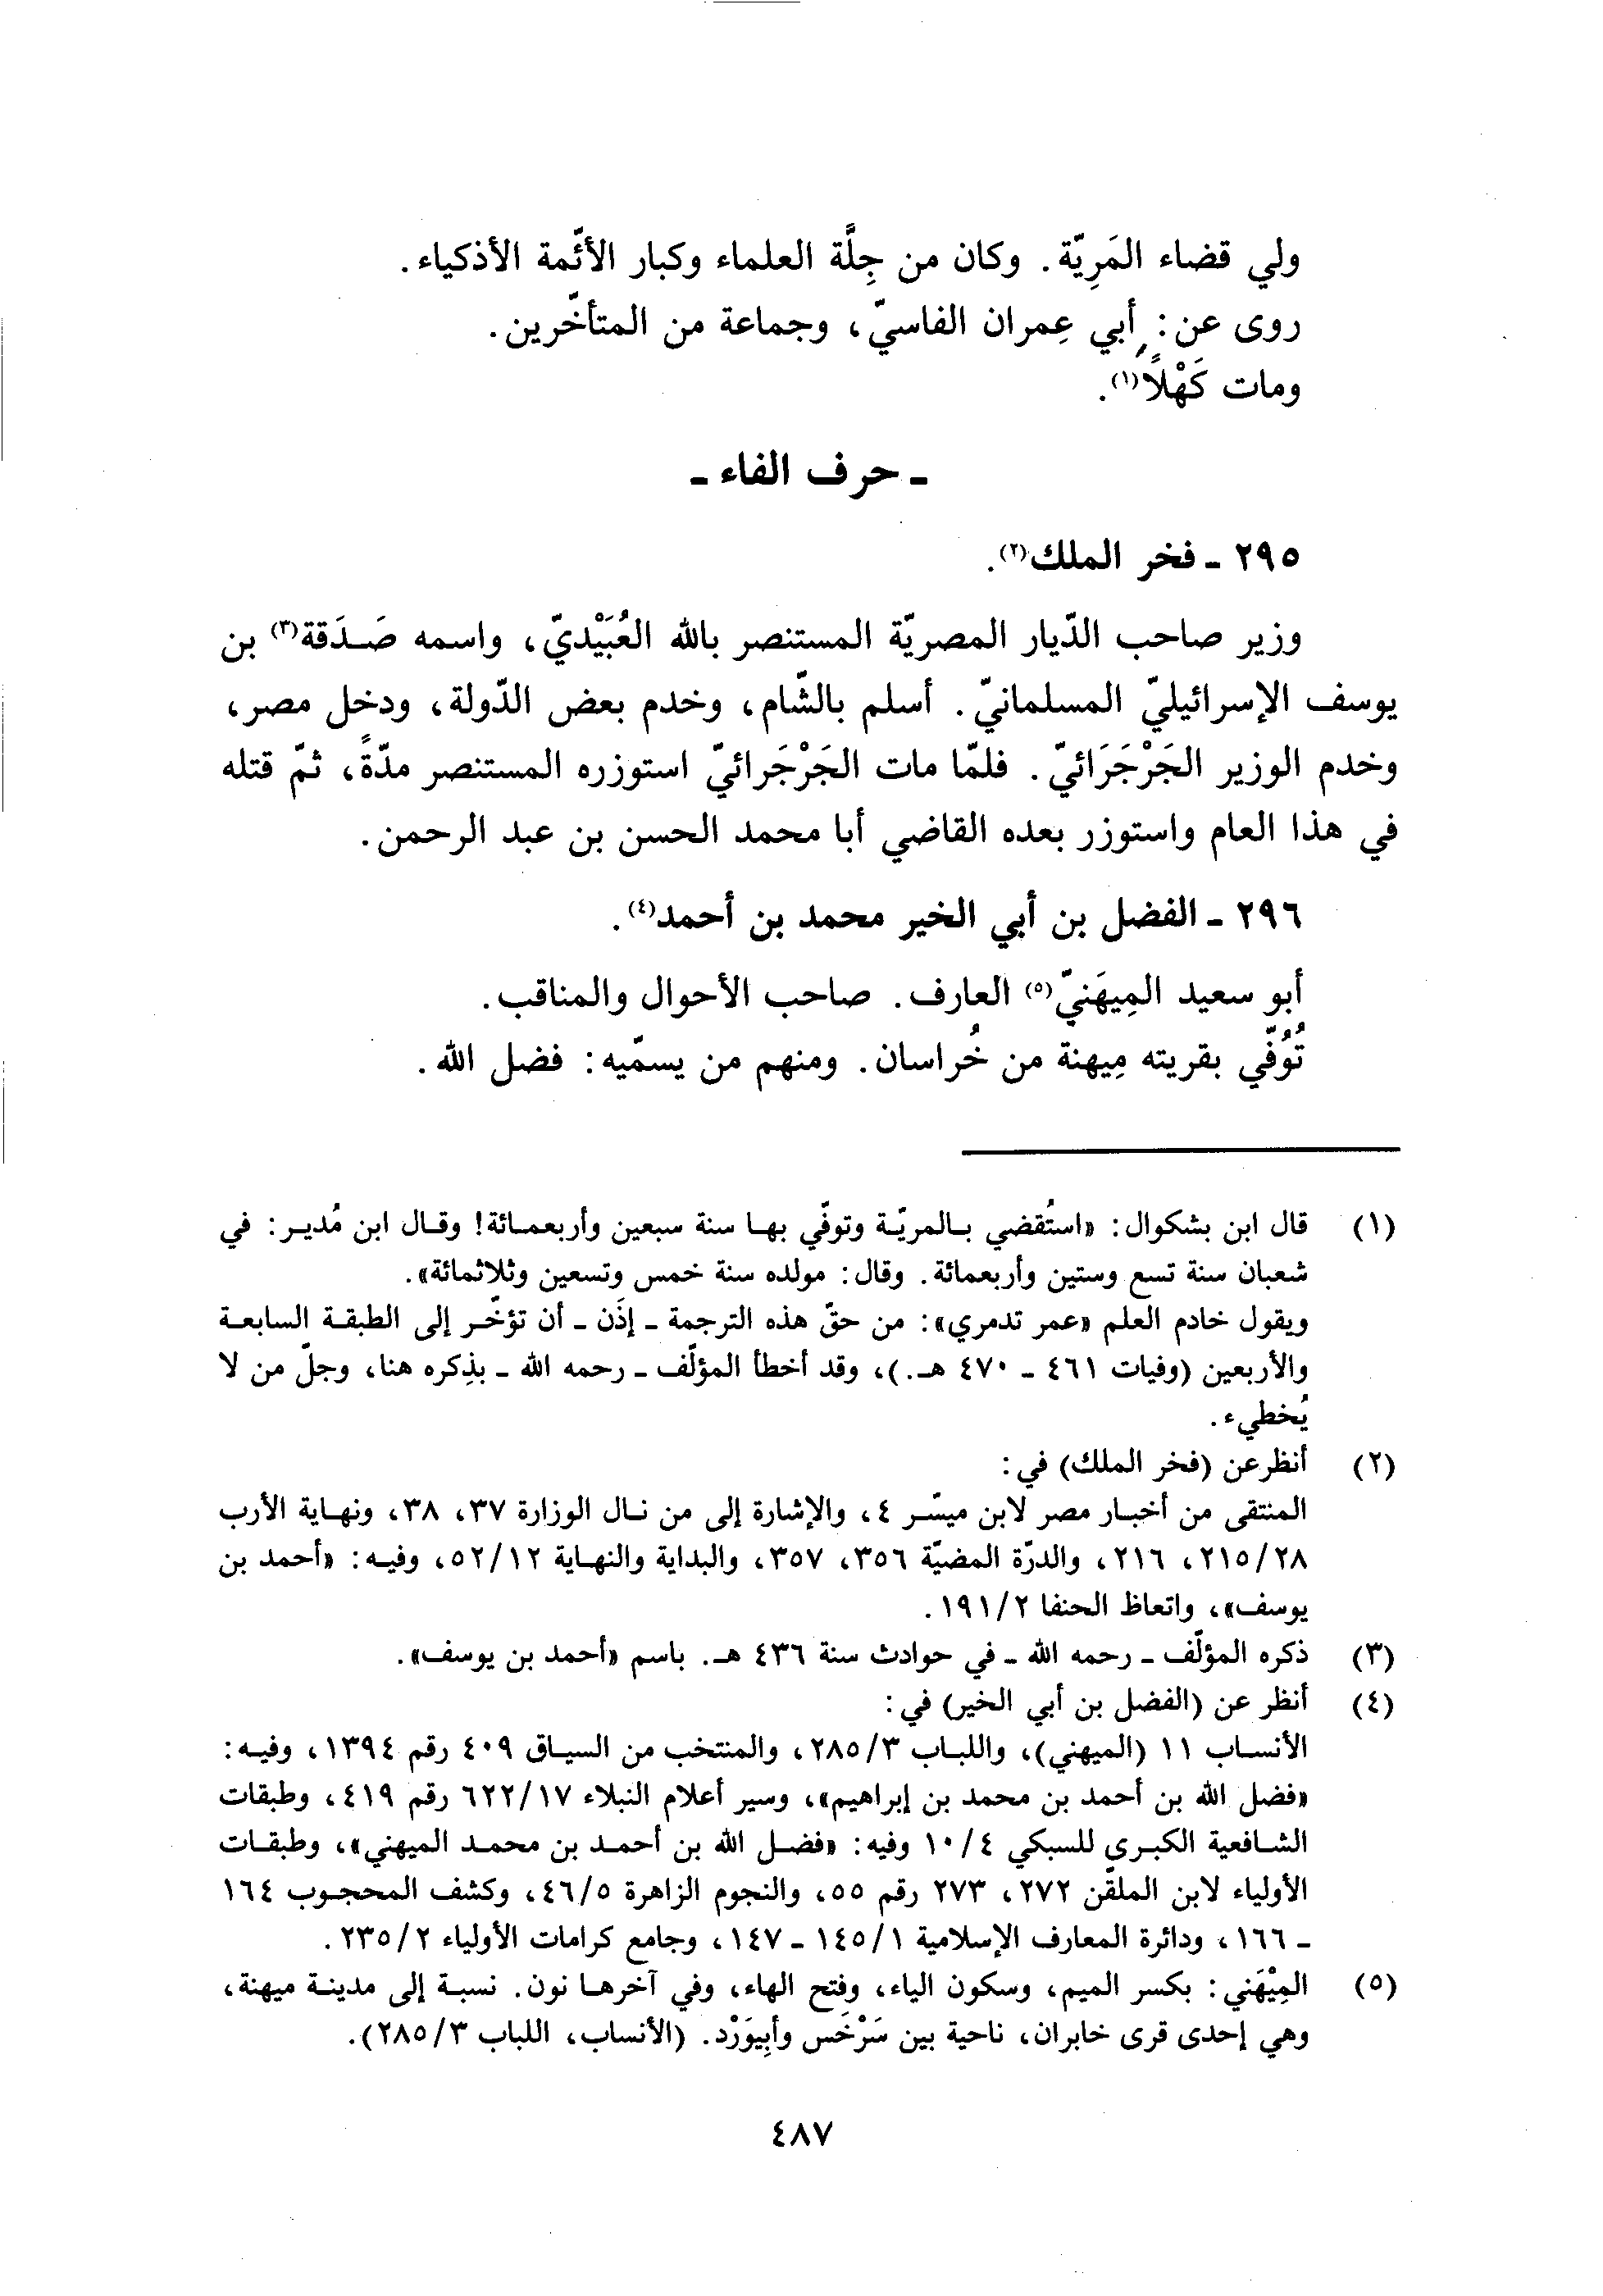 ولي قضاء المَرِيّة. وكان من جِلَّة العلماء وكبار الأئّمة الأذكياء.
روى عن: أبي عِمران الفاسيّ، وجماعة من المتأخّرين.
ومات كَهْلاً(١).
ـ حرف الفاء ـ
٢٩٥ ـ فخر الملك(٢).
وزير صاحب الدّيار المصريّة المستنصر بالله العُبَيْديّ، واسمه صَدَقة(٣) بن
يوسف الإسرائيليّ المسلمانيّ. أسلم بالشّام، وخدم بعض الدّولة، ودخل مصر،
وخدم الوزير الجَرْجَرَائيّ. فلمّا مات الجَرْجَرائيّ استوزره المستنصر مدّةً، ثمّ قتله
في هذا العام واستوزر بعده القاضي أبا محمد الحسن بن عبد الرحمن.
٢٩٦ ـ الفضل بن أبي الخير محمد بن أحمد(٤).
أبو سعيد المِيهَنيّ(٥) العارف. صاحب الأحوال والمناقب.
تُوُفّي بقريته مِيهنة من خُراسان. ومنهم من يسمّيه: فضل الله.
(١) قال ابن بشكوال: «استُقضي بالمريّة وتوفّي بها سنة سبعين وأربعمائة! وقال ابن مُدير: في
شعبان سنة تسع وستين وأربعمائة. وقال: مولده سنة خمس وتسعين وثلاثمائة».
ويقول خادم العلم «عمر تدمري»: من حقّ هذه الترجمة ـ إذَن ـ أن تؤخّر إلى الطبقة السابعة
والأربعين (وفيات ٤٦١ ـ ٤٧٠ هـ.)، وقد أخطأ المؤلّف ـ رحمه الله ـ بذِكره هنا، وجلّ من لا
يُخطيء.
(٢) أنظرعن (فخر الملك) في:
المنتقى من أخبار مصر لابن ميسّر ٤، والإشارة إلى من نال الوزارة ٣٧، ٣٨، ونهاية الأرب
٢٨/٢١٥، ٢١٦، والدرّة المضيّة ٣٥٦، ٣٥٧، والبداية والنهاية ١٢/٥٢، وفيه: «أحمد بن
يوسف»، واتعاظ الحنفا ٢/١٩١.
(٣) ذكره المؤلّف ـ رحمه الله ـ في حوادث سنة ٤٣٦ هـ. باسم «أحمد بن يوسف».
(٤) أنظر عن (الفضل بن أبي الخير) في:
الأنساب ١١ (الميهني)، واللباب ٣/٢٨٥، والمنتخب من السياق ٤٠٩ رقم ١٣٩٤، وفيه:
«فضل الله بن أحمد بن محمد بن إبراهيم»، وسير أعلام النبلاء ١٧/٦٢٢ رقم ٤١٩، وطبقات
الشافعية الكبرى للسبكي ٤/١٠ وفيه: «فضل الله بن أحمد بن محمد الميهني»، وطبقات
الأولياء لابن الملقّن ٢٧٢، ٢٧٣ رقم ٥٥، والنجوم الزاهرة ٥/٤٦، وكشف المحجوب ١٦٤
ـ ١٦٦، ودائرة المعارف الإسلامية ١/١٤٥ ـ ١٤٧، وجامع كرامات الأولياء ٢/٢٣٥.
(٥) المِيْهَني: بكسر الميم، وسكون الياء، وفتح الهاء، وفي آخرها نون. نسبة إلى مدينة ميهنة،
وهي إحدى قرى خابران، ناحية بين سَرْخَس وأبِيوَرْد. (الأنساب، اللباب ٣/٢٨٥).
٤٨٧